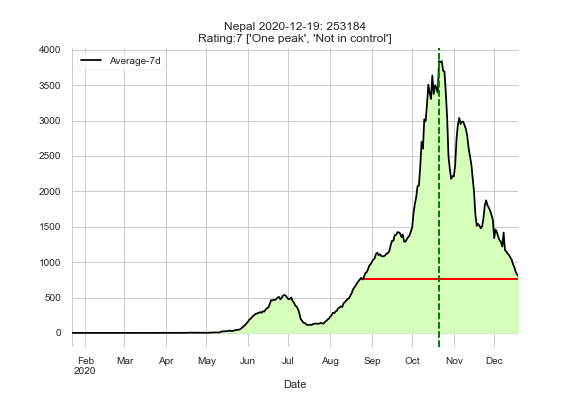 Nepal 2020-12-19: 253184
Rating:7 ['One peak', 'Not in control']
Average-7d
4000
3500
3000
2500
2000
1500
1000
500
0
Feb Mar Apr May Jun Jul Aug Sep Oct Nov Dec
2020
Date